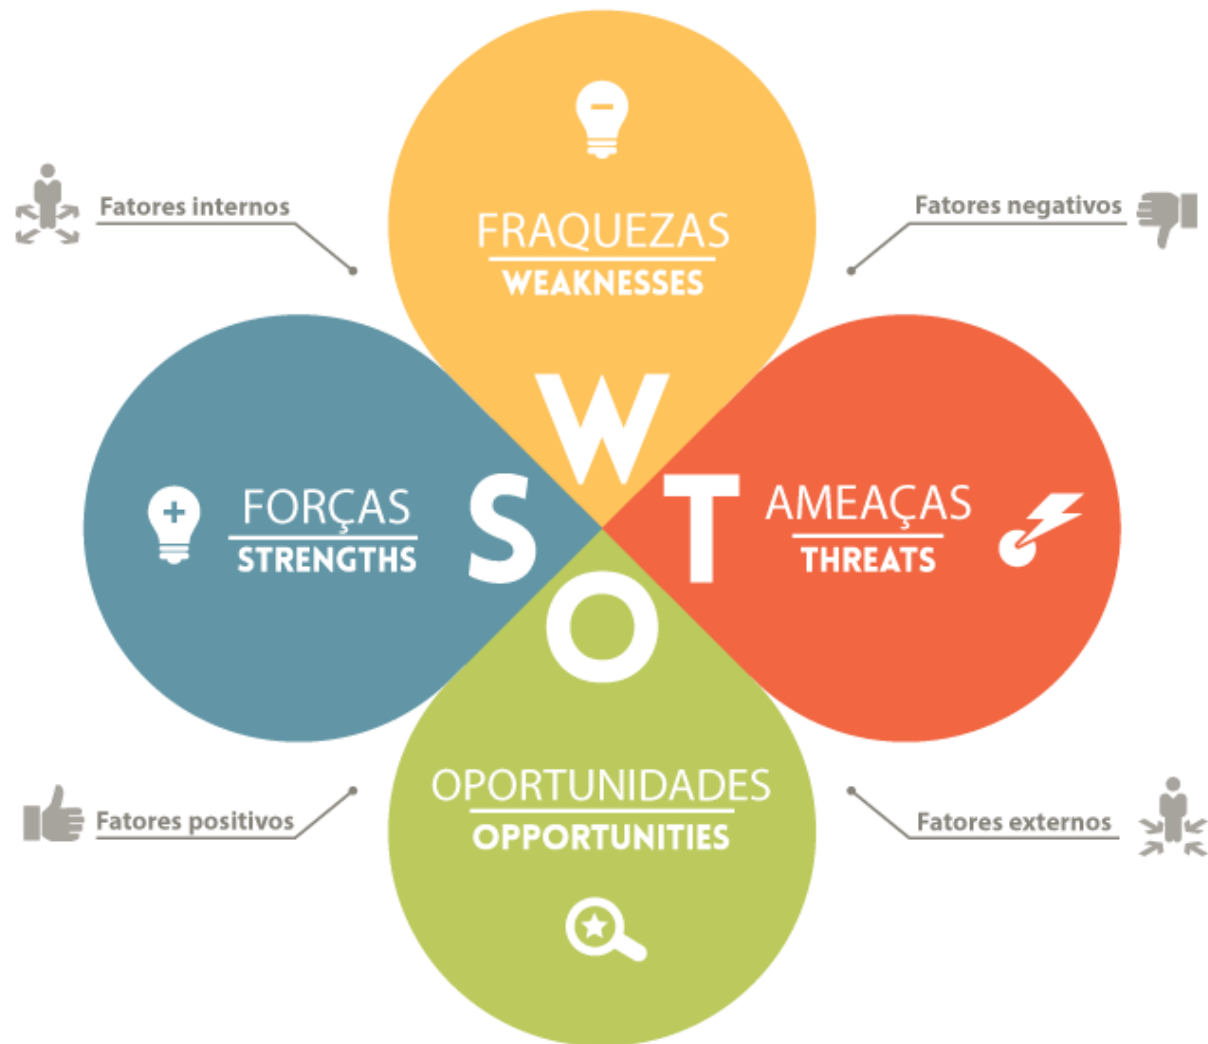 Fatores internos
Fatores negativos
FRAQUEZAS
WEAKNESSES
W
FORÇAS
STRENGTHS
S
T
AMEAÇAS
THREATS
O
OPORTUNIDADES
OPPORTUNITIES
Fatores positivos
Fatores externos